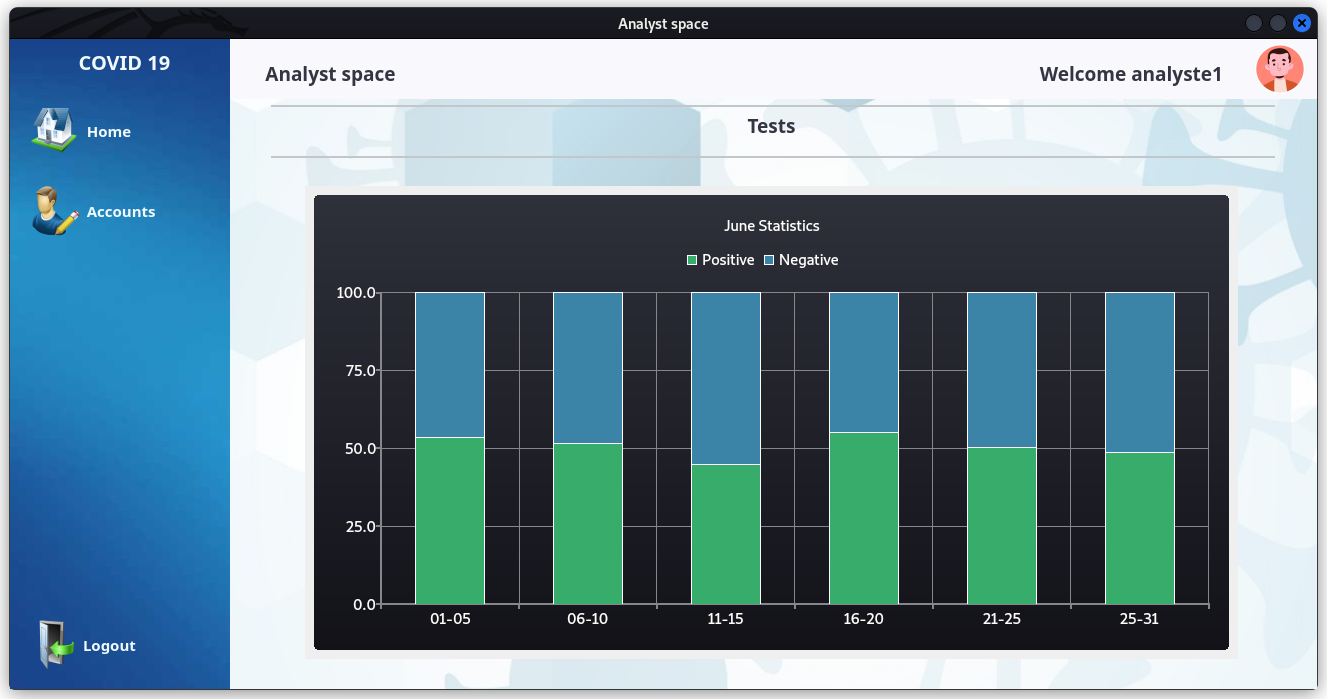 Analyst space
COVID 19
Analyst space
Welcome analyste1
Home
Accounts
Logout
Tests
June Statistics
Positive Negative
100.0
75.0
50.0
25.0
0.0
01-05 06-10 11-15 16-20 21-25 25-31